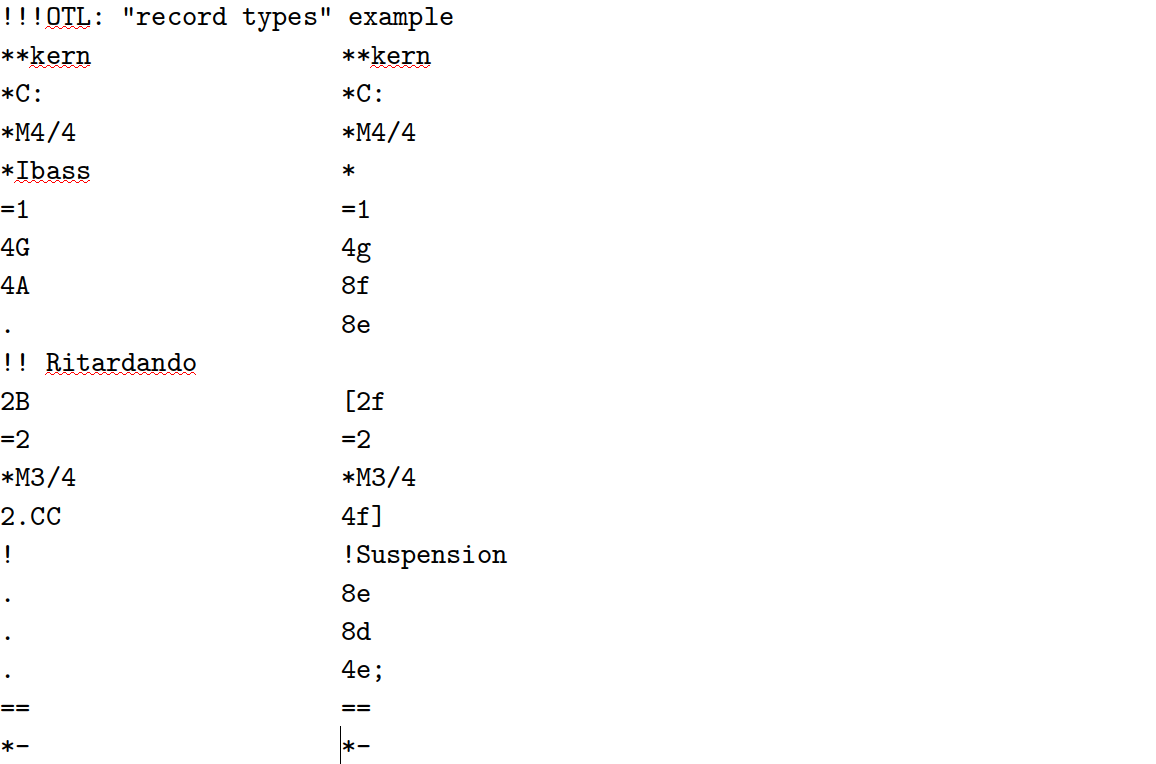 !!!OTL: "record types" example
**kern	**kern
*C:	*C:
*M4/4	*M4/4
*Ibass	*
=1	=1
4G	4g
4A	8f
.	8e
!! Ritardando
2B	[2f
=2	=2
*M3/4	*M3/4
2.CC	4f]
!	!Suspension
.	8e
.	8d
.	4e;
==	==
*-	*-